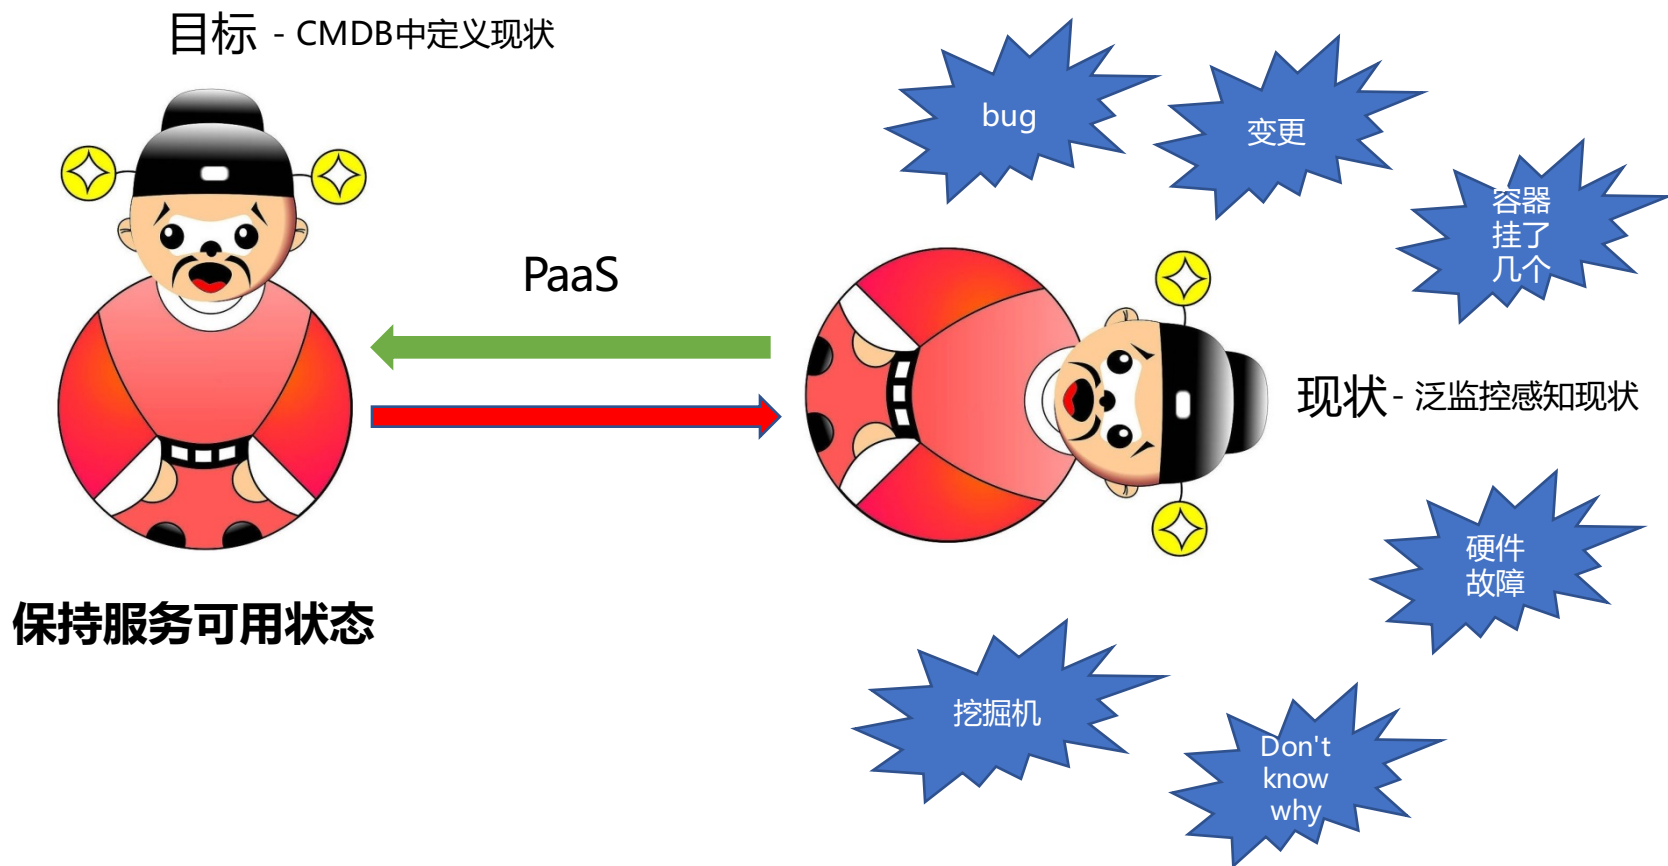 目标 - CMDB中定义现状
bug
变更
容器
挂了
几个
PaaS
现状 - 泛监控感知现状
硬件
故障
保持服务可用状态
挖掘机
Don't
know
why